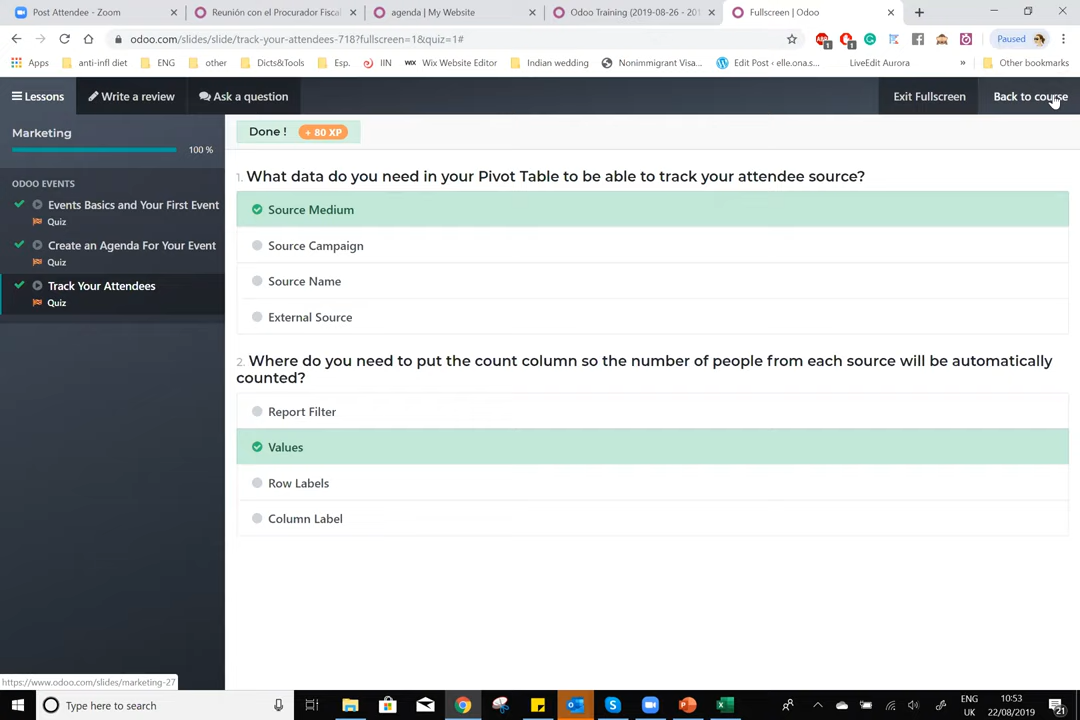 Post Attendee - Zoom
Reunión con el Procurador Fiscal
agenda | My Website
Odoo Training (2019-08-26 - 201
Fullscreen | Odoo
odoo.com/slides/slide/track-your-attendees-718?fullscreen=1&quiz=1#
Paused
Apps
anti-infl diet
ENG
other
Dicts&Tools
Esp.
IIN
WIX Wix Website Editor
Indian wedding
Nonimmigrant Visa...
Edit Post ‹ elle.ona.s...
LiveEdit Aurora
»
Other bookmarks
Lessons
Write a review
Ask a question
Exit Fullscreen
Back to course
Marketing
100 %
ODOO EVENTS
Events Basics and Your First Event
Quiz
Create an Agenda For Your Event
Quiz
Track Your Attendees
Quiz
Done !
+ 80 XP
1. What data do you need in your Pivot Table to be able to track your attendee source?
Source Medium
Source Campaign
Source Name
External Source
2. Where do you need to put the count column so the number of people from each source will be automatically
counted?
Report Filter
Values
Row Labels
Column Label
https://www.odoo.com/slides/marketing-27
Type here to search
ENG
UK
10:53
22/08/2019
21